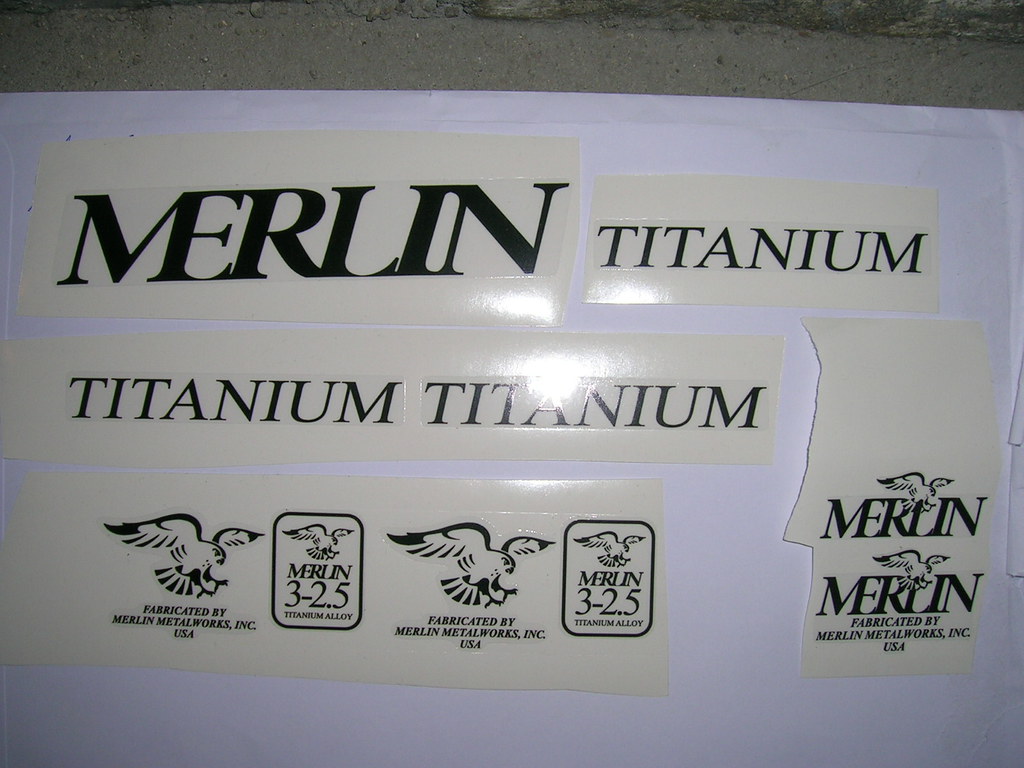 MERLIN
TITANIUM
TITANIUM TITANIUM
FABRICATED BY
MERLIN METALWORKS, INC.
USA
MERLIN
3-2.5
TITANIUM ALLOY
FABRICATED BY
MERLIN METALWORKS, INC.
USA
MERLIN
3-2.5
TITANIUM ALLOY
MERLIN
MERLIN
FABRICATED BY
MERLIN METALWORKS, INC.
USA